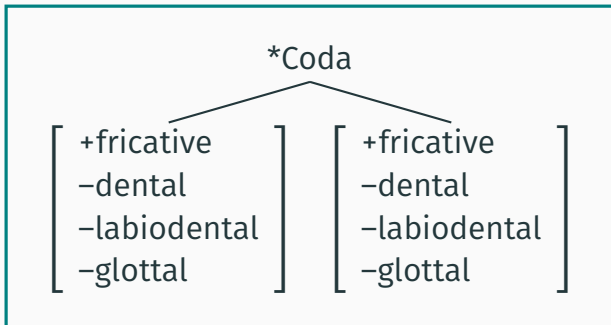 *Coda
+fricative +fricative
–dental –dental
–labiodental –labiodental
–glottal –glottal